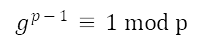 g^{p-1} ≡ 1 mod p